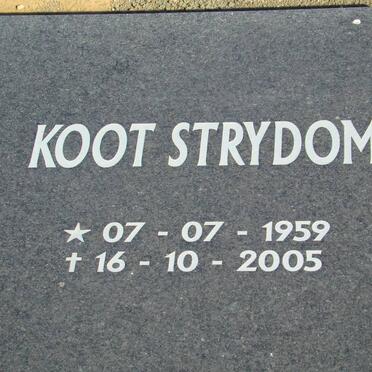 KOOT STRYDOM
★ 07 - 07 - 1959
† 16 - 10 - 2005